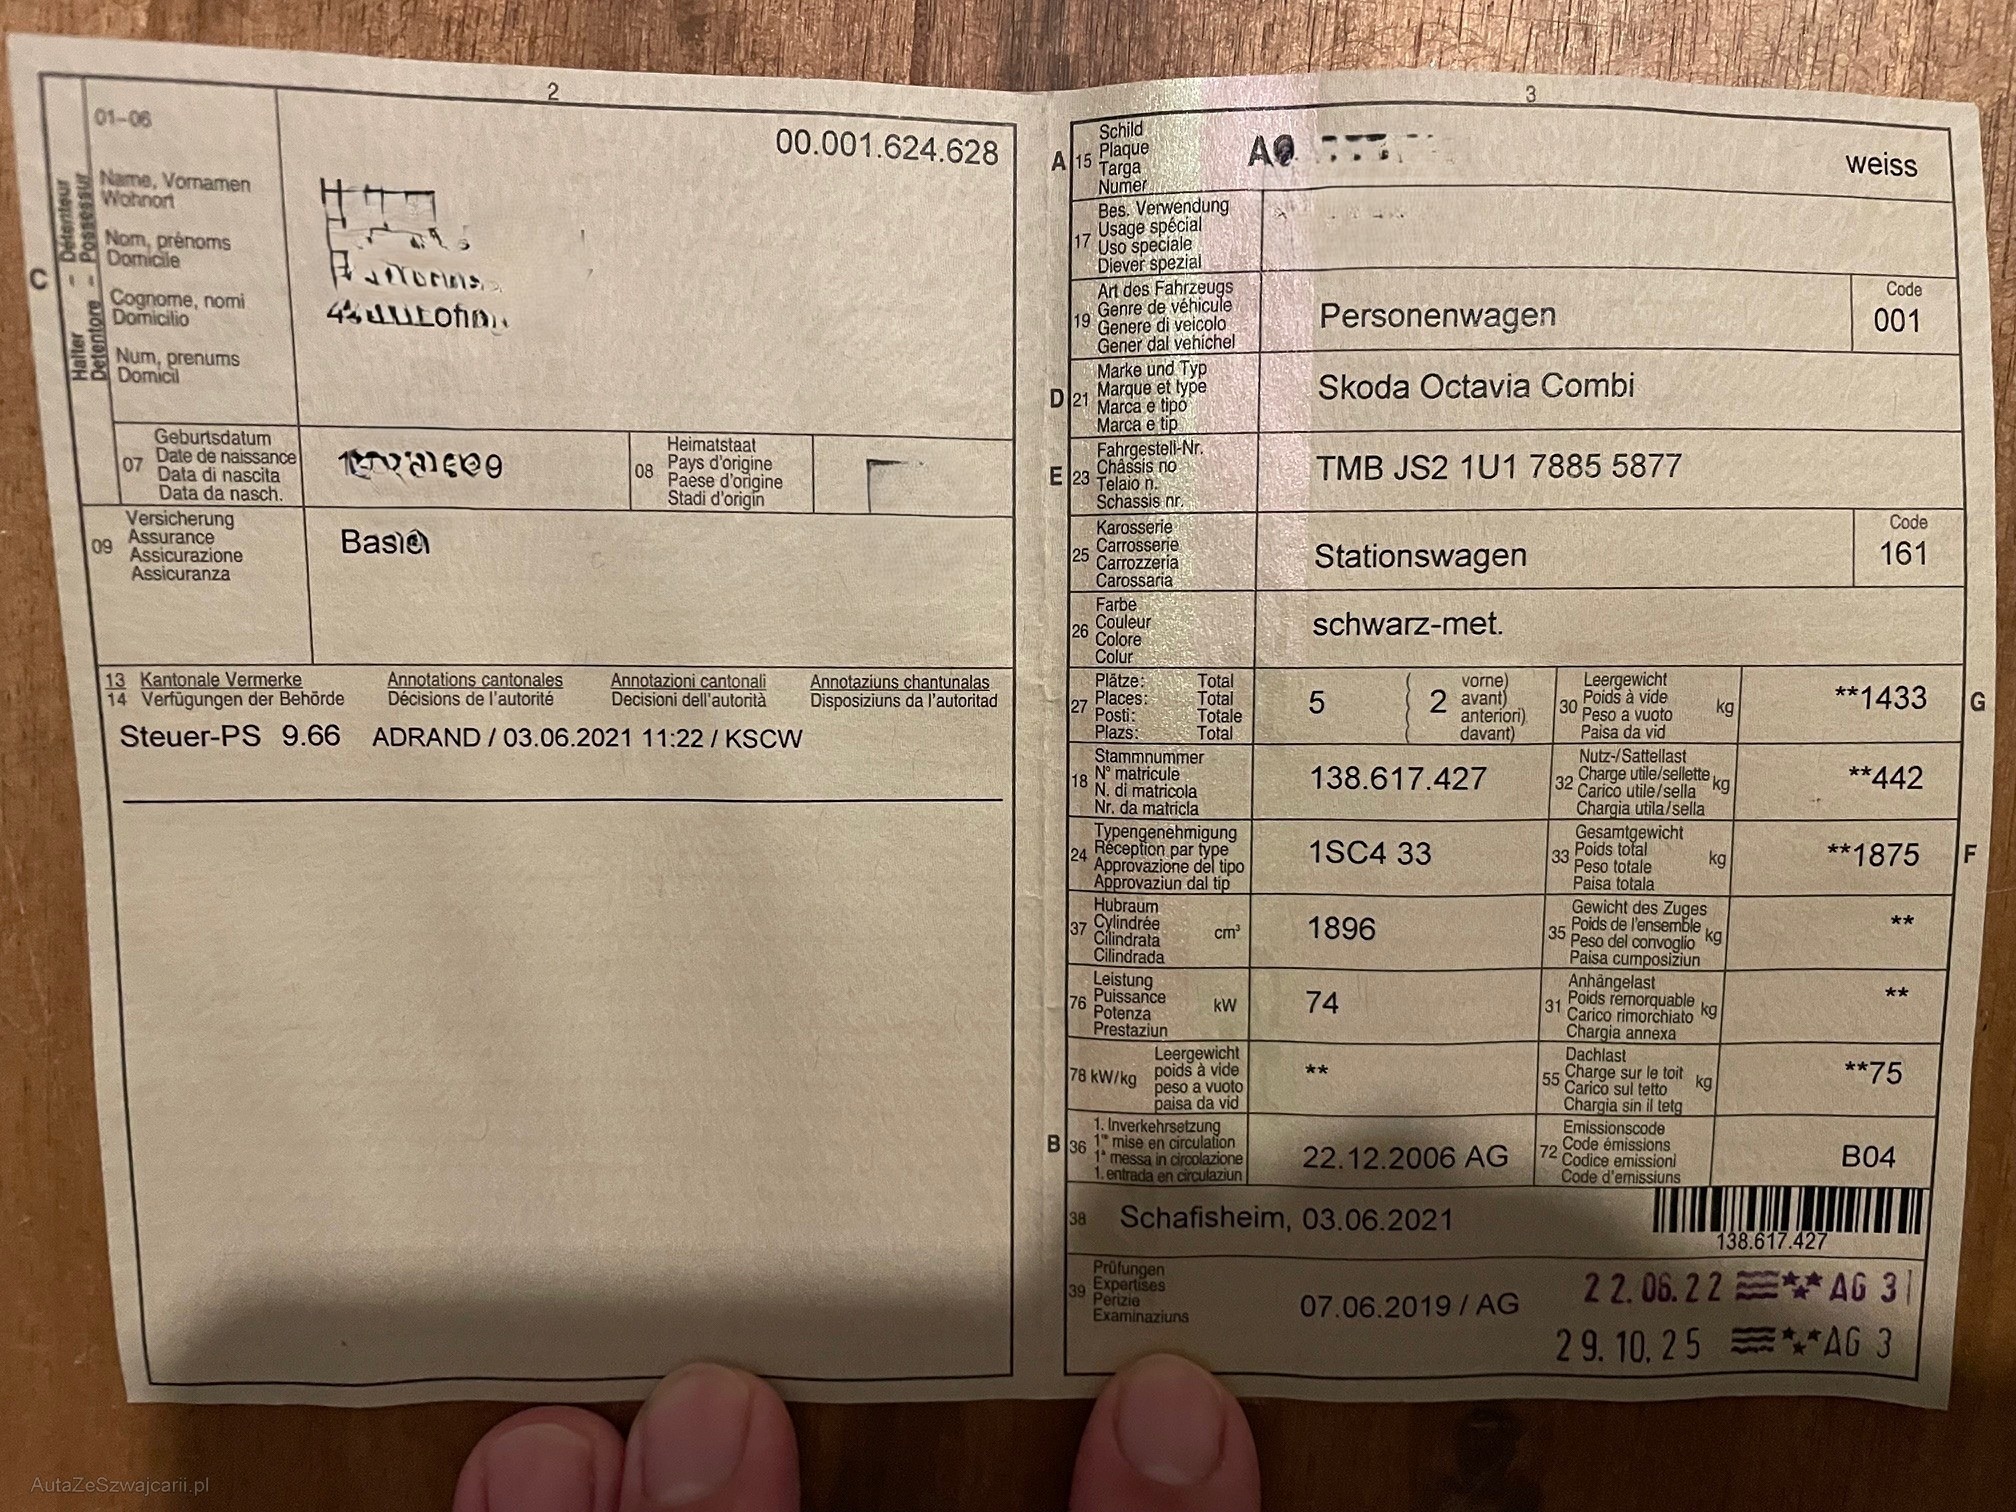 2
01-06
00.001.624.628
C
Halter – Détenteur
Detentore – Possessur
Name, Vornamen
Wohnort
Nom, prénoms
Domicile
Cognome, nomi
Domicilio
Num, prenums
Domicil
07
Geburtsdatum
Date de naissance
Data di nascita
Data da nasch.
08
Heimatstaat
Pays d'origine
Paese d'origine
Stadi d'origin
09
Versicherung
Assurance
Assicurazione
Assicuranza
13 Kantonale Vermerke Annotations cantonales Annotazioni cantonali Annotaziuns chantunalas
14 Verfügungen der Behörde Décisions de l'autorité Decisioni dell'autorità Disposiziuns da l'autoritad
Steuer-PS 9.66 ADRAND / 03.06.2021 11:22 / KSCW
3
A 15
Schild
Plaque
Targa
Numer
weiss
17
Bes. Verwendung
Usage spécial
Uso speciale
Diever spezial
19
Art des Fahrzeugs
Genre de véhicule
Genere di veicolo
Gener dal vehichel
Personenwagen
Code
001
D 21
Marke und Typ
Marque et type
Marca e tipo
Marca e tip
Skoda Octavia Combi
E 23
Fahrgestell-Nr.
Châssis no
Telaio n.
Schassis nr.
TMB JS2 1U1 7885 5877
25
Karosserie
Carrosserie
Carrozzeria
Carossaria
Stationswagen
Code
161
26
Farbe
Couleur
Colore
Colur
schwarz-met.
27
Plätze: Total
Places: Total
Posti: Totale
Plazs: Total
5
2
vorne)
avant)
anteriori)
davant)
30
Leergewicht
Poids à vide
Peso a vuoto
Paisa da vid
kg
**1433
G
18
Stammnummer
N° matricule
N. di matricola
Nr. da matricla
138.617.427
32
Nutz-/Sattellast
Charge utile/sellette
Carico utile/sella
Chargia utila/sella
kg
**442
24
Typengenehmigung
Réception par type
Approvazione del tipo
Approvaziun dal tip
1SC4 33
33
Gesamtgewicht
Poids total
Peso totale
Paisa totala
kg
**1875
F
37
Hubraum
Cylindrée
Cilindrata
Cilindrada
cm³
1896
35
Gewicht des Zuges
Poids de l'ensemble
Peso del convoglio
Paisa cumposiziun
kg
**
76
Leistung
Puissance
Potenza
Prestaziun
kW
74
31
Anhängelast
Poids remorquable
Carico rimorchiato
Chargia annexa
kg
**
78 kW/kg
Leergewicht
poids à vide
peso a vuoto
paisa da vid
**
55
Dachlast
Charge sur le toit
Carico sul tetto
Chargia sin il tetg
kg
**75
B 36
1. Inverkehrsetzung
1re mise en circulation
1a messa in circolazione
1. entrada en circulaziun
22.12.2006 AG
72
Emissionscode
Code émissions
Codice emissioni
Code d'emissiuns
B04
38
Schafisheim, 03.06.2021
138.617.427
39
Prüfungen
Expertises
Perizie
Examinaziuns
07.06.2019 / AG
22.06.22 AG 31
29.10.25 AG 3
AutaZeSzwajcarii.pl